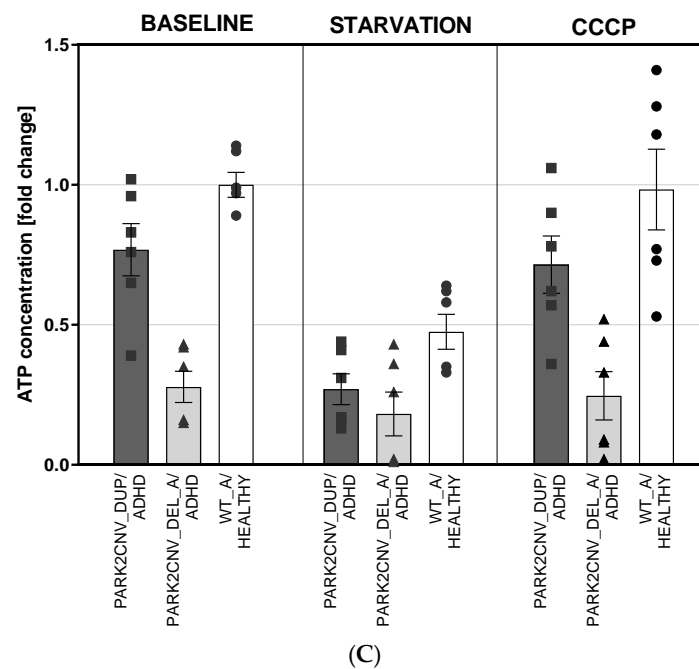 BASELINE STARVATION CCCP
ATP concentration [fold change]
1.5
1.0
0.5
0.0
PARK2CNV_DUP/
ADHD
PARK2CNV_DEL_A/
ADHD
WT_A/
HEALTHY
PARK2CNV_DUP/
ADHD
PARK2CNV_DEL_A/
ADHD
WT_A/
HEALTHY
PARK2CNV_DUP/
ADHD
PARK2CNV_DEL_A/
ADHD
WT_A/
HEALTHY
(C)